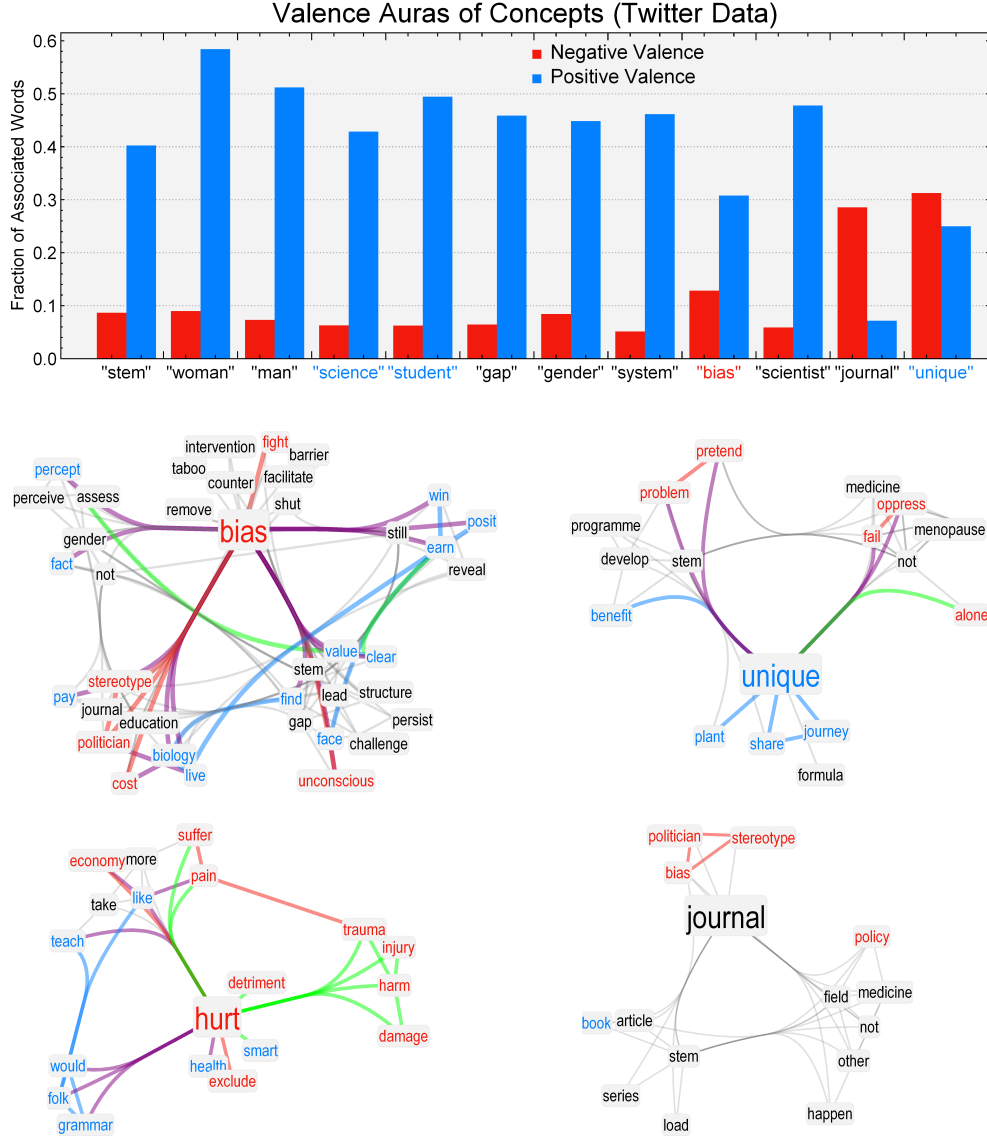 Valence Auras of Concepts (Twitter Data)
Fraction of Associated Words
0.6
0.5
0.4
0.3
0.2
0.1
0.0
Negative Valence
Positive Valence
"stem" "woman" "man" "science" "student" "gap" "gender" "system" "bias" "scientist" "journal" "unique"
intervention
fight
barrier
taboo
facilitate
counter
percept
perceive
assess
shut
remove
win
posit
bias
still
gender
earn
fact
not
reveal
value
clear
stem
stereotype
pay
find
lead
structure
journal
gap
education
persist
politician
face
challenge
biology
live
cost
unconscious
pretend
problem
medicine
oppress
programme
menopause
fail
develop
stem
not
benefit
alone
unique
plant
share
journey
formula
suffer
economy
more
pain
like
take
teach
trauma
injury
detriment
harm
hurt
damage
smart
would
health
exclude
folk
grammar
politician
stereotype
bias
journal
policy
field
medicine
book
article
not
stem
other
series
happen
load